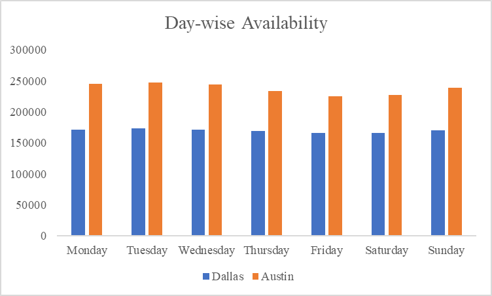 Day-wise Availability
300000
250000
200000
150000
100000
50000
0
Monday Tuesday Wednesday Thursday Friday Saturday Sunday
Dallas Austin